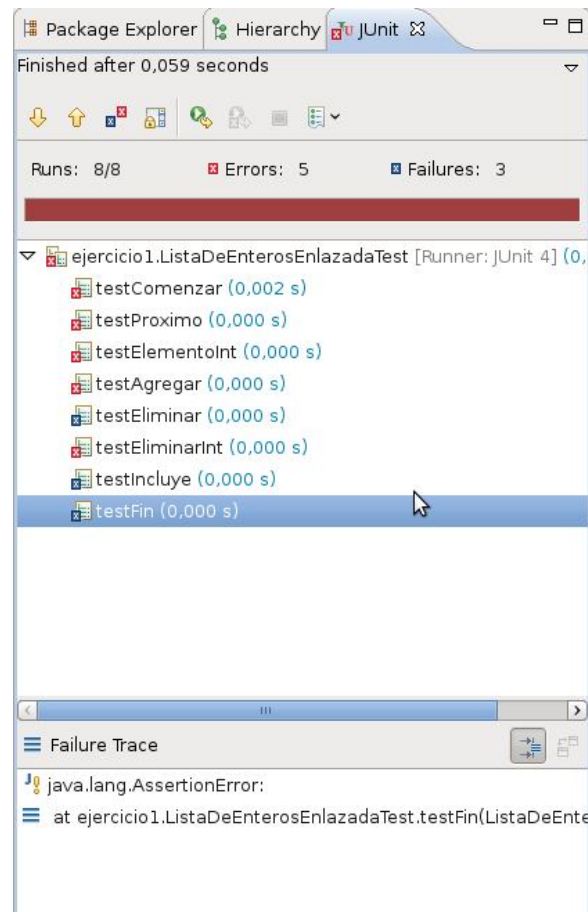 Package Explorer Hierarchy JUnit
Finished after 0,059 seconds
Runs: 8/8 Errors: 5 Failures: 3
ejercicio1.ListaDeEnterosEnlazadaTest [Runner: JUnit 4] (0,
testComenzar (0,002 s)
testProximo (0,000 s)
testElementoInt (0,000 s)
testAgregar (0,000 s)
testEliminar (0,000 s)
testEliminarInt (0,000 s)
testIncluye (0,000 s)
testFin (0,000 s)
Failure Trace
java.lang.AssertionError:
at ejercicio1.ListaDeEnterosEnlazadaTest.testFin(ListaDeEnte